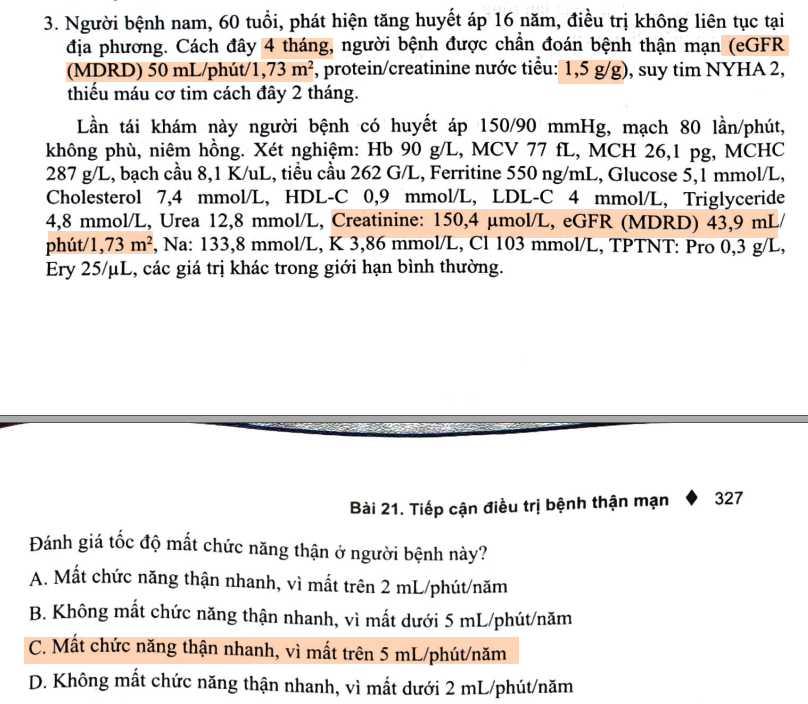 3. Người bệnh nam, 60 tuổi, phát hiện tăng huyết áp 16 năm, điều trị không liên tục tại
địa phương. Cách đây 4 tháng, người bệnh được chẩn đoán bệnh thận mạn (eGFR
(MDRD) 50 mL/phút/1,73 m², protein/creatinine nước tiểu: 1,5 g/g), suy tim NYHA 2,
thiếu máu cơ tim cách đây 2 tháng.
Lần tái khám này người bệnh có huyết áp 150/90 mmHg, mạch 80 lần/phút,
không phù, niêm hồng. Xét nghiệm: Hb 90 g/L, MCV 77 fL, MCH 26,1 pg, MCHC
287 g/L, bạch cầu 8,1 K/uL, tiểu cầu 262 G/L, Ferritine 550 ng/mL, Glucose 5,1 mmol/L,
Cholesterol 7,4 mmol/L, HDL-C 0,9 mmol/L, LDL-C 4 mmol/L, Triglyceride
4,8 mmol/L, Urea 12,8 mmol/L, Creatinine: 150,4 µmol/L, eGFR (MDRD) 43,9 mL/
phút/1,73 m², Na: 133,8 mmol/L, K 3,86 mmol/L, Cl 103 mmol/L, TPTNT: Pro 0,3 g/L,
Ery 25/µL, các giá trị khác trong giới hạn bình thường.
Bài 21. Tiếp cận điều trị bệnh thận mạn ♦ 327
Đánh giá tốc độ mất chức năng thận ở người bệnh này?
A. Mất chức năng thận nhanh, vì mất trên 2 mL/phút/năm
B. Không mất chức năng thận nhanh, vì mất dưới 5 mL/phút/năm
C. Mất chức năng thận nhanh, vì mất trên 5 mL/phút/năm
D. Không mất chức năng thận nhanh, vì mất dưới 2 mL/phút/năm